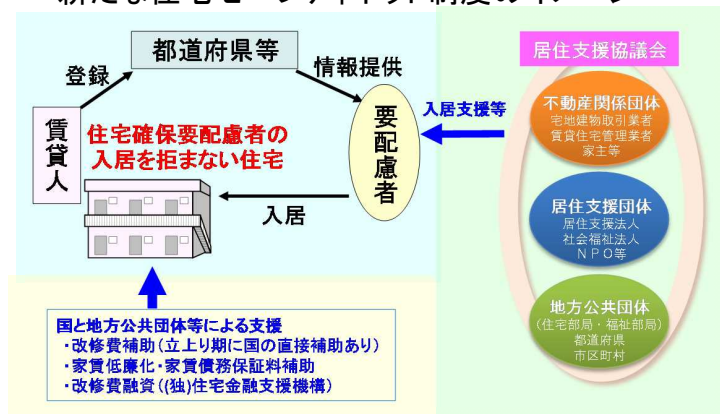 新たな住宅セーフティネット制度のイメージ
都道府県等
登録
情報提供
賃貸人
住宅確保要配慮者の
入居を拒まない住宅
要配慮者
入居
入居支援等
居住支援協議会
不動産関係団体
宅地建物取引業者
賃貸住宅管理業者
家主等
居住支援団体
居住支援法人
社会福祉法人
NPO等
地方公共団体
(住宅部局・福祉部局)
都道府県
市区町村
国と地方公共団体等による支援
・改修費補助(立上り期に国の直接補助あり)
・家賃低廉化・家賃債務保証料補助
・改修費融資((独)住宅金融支援機構)